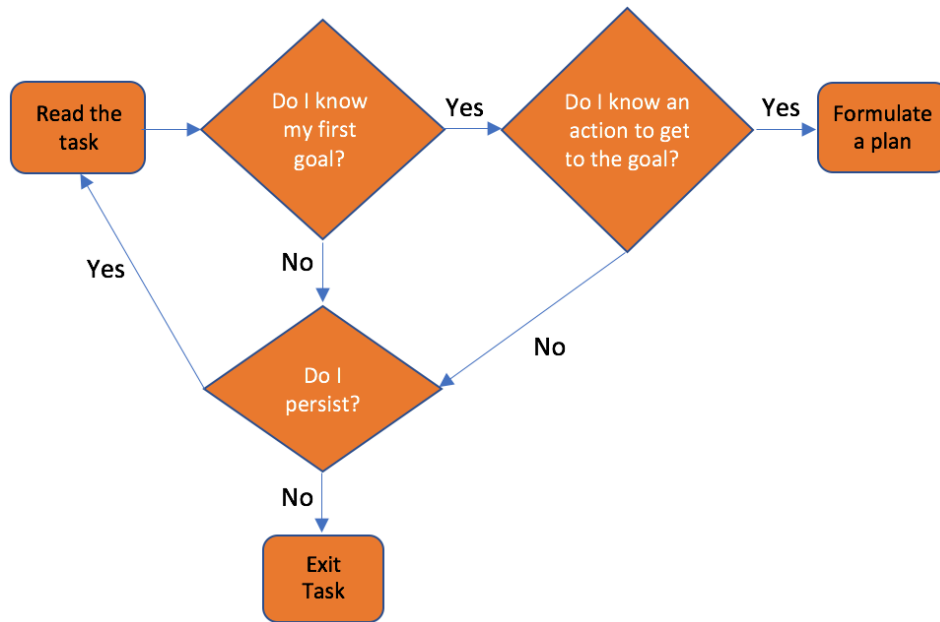 Read the
task
Do I know
my first
goal?
Yes
Do I know an
action to get
to the goal?
Yes
Formulate
a plan
No
Yes
No
Do I
persist?
No
Exit
Task